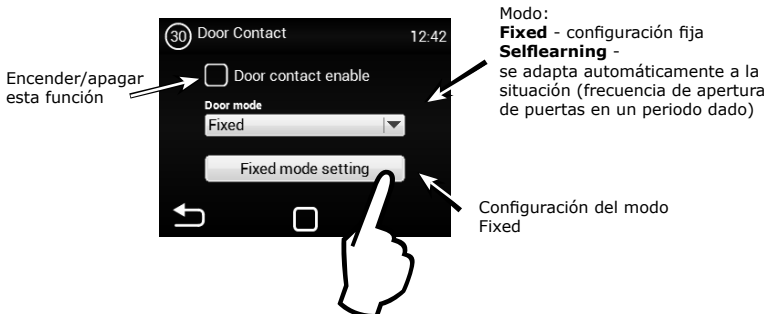 30 Door Contact 12:42
Door contact enable
Door mode
Fixed
Fixed mode setting
Encender/apagar
esta función
Modo:
Fixed - configuración fija
Selflearning -
se adapta automáticamente a la
situación (frecuencia de apertura
de puertas en un periodo dado)
Configuración del modo
Fixed